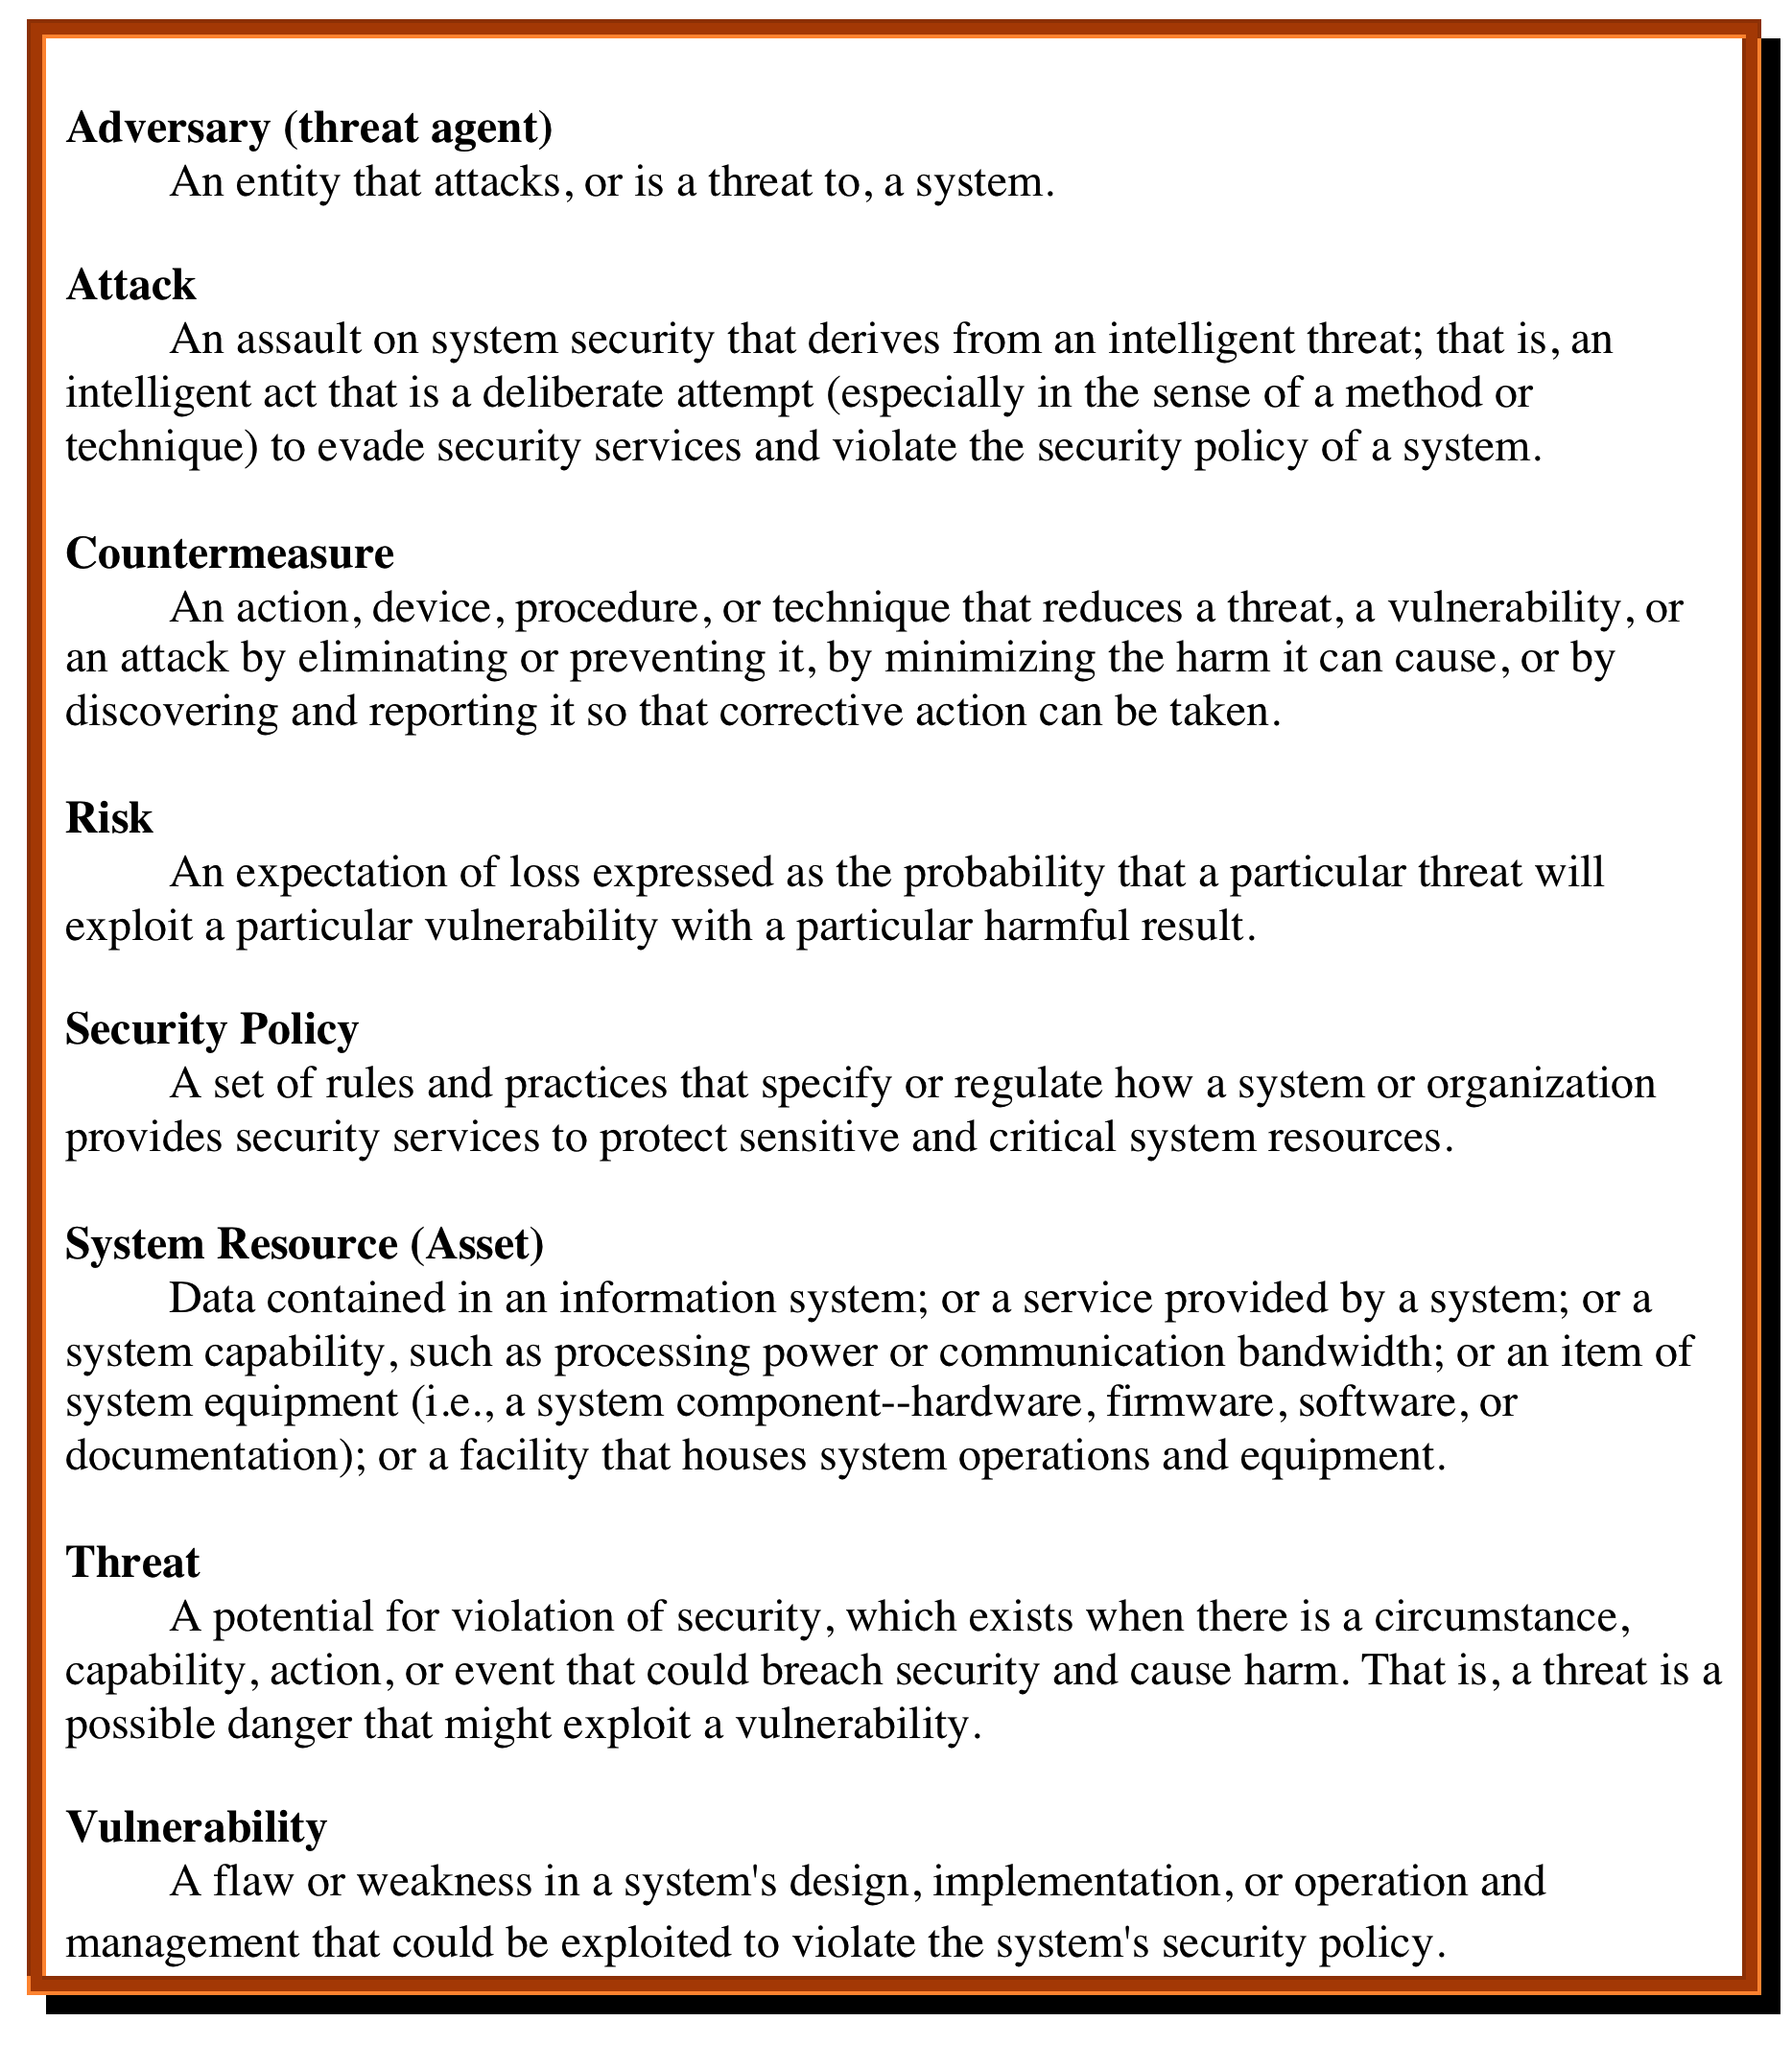 Adversary (threat agent)
An entity that attacks, or is a threat to, a system.
Attack
An assault on system security that derives from an intelligent threat; that is, an
intelligent act that is a deliberate attempt (especially in the sense of a method or
technique) to evade security services and violate the security policy of a system.
Countermeasure
An action, device, procedure, or technique that reduces a threat, a vulnerability, or
an attack by eliminating or preventing it, by minimizing the harm it can cause, or by
discovering and reporting it so that corrective action can be taken.
Risk
An expectation of loss expressed as the probability that a particular threat will
exploit a particular vulnerability with a particular harmful result.
Security Policy
A set of rules and practices that specify or regulate how a system or organization
provides security services to protect sensitive and critical system resources.
System Resource (Asset)
Data contained in an information system; or a service provided by a system; or a
system capability, such as processing power or communication bandwidth; or an item of
system equipment (i.e., a system component--hardware, firmware, software, or
documentation); or a facility that houses system operations and equipment.
Threat
A potential for violation of security, which exists when there is a circumstance,
capability, action, or event that could breach security and cause harm. That is, a threat is a
possible danger that might exploit a vulnerability.
Vulnerability
A flaw or weakness in a system's design, implementation, or operation and
management that could be exploited to violate the system's security policy.